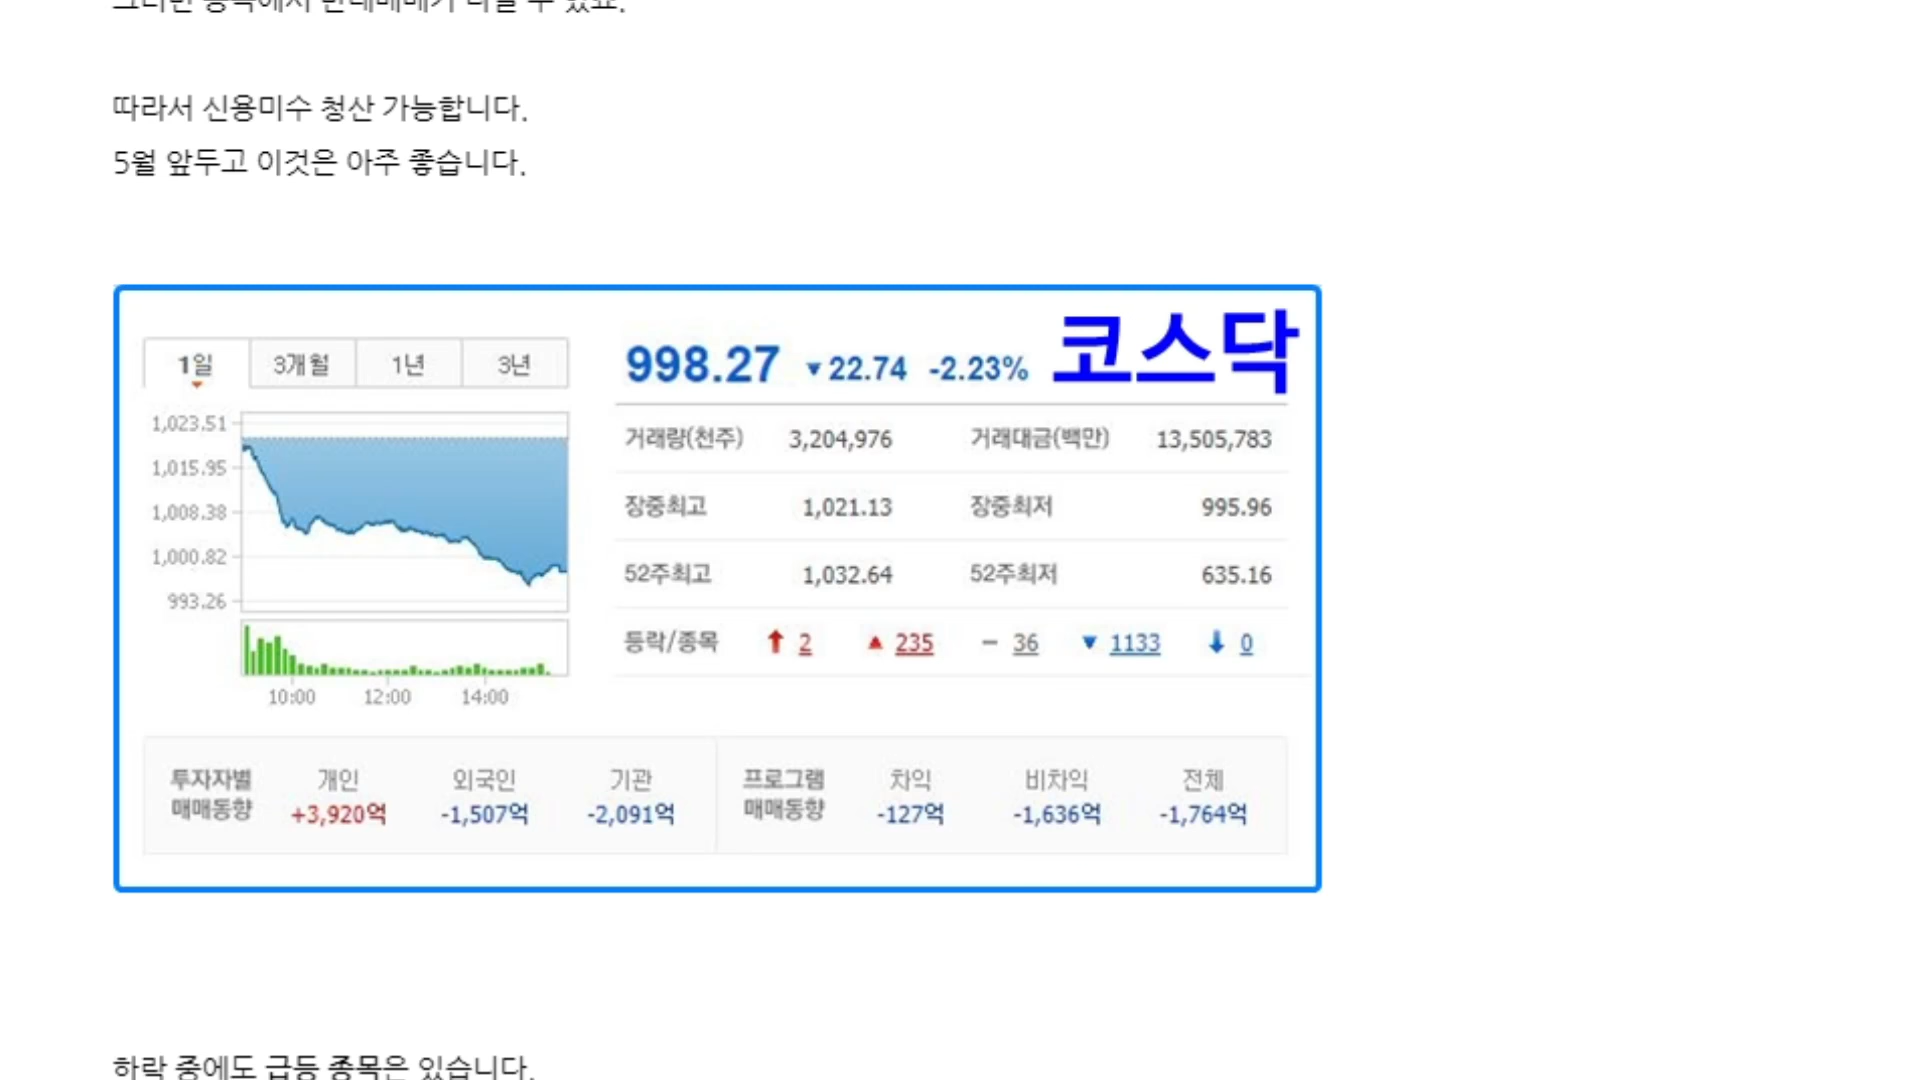 따라서 신용미수 청산 가능합니다.
5월 앞두고 이것은 아주 좋습니다.
1일 3개월 1년 3년
998.27 ▼22.74 -2.23% 코스닥
1,023.51
1,015.95
1,008.38
1,000.82
993.26
10:00 12:00 14:00
거래량(천주) 3,204,976 거래대금(백만) 13,505,783
장중최고 1,021.13 장중최저 995.96
52주최고 1,032.64 52주최저 635.16
등락/종목 ↑ 2 ▲ 235 − 36 ▼ 1133 ↓ 0
투자자별 매매동향
개인 외국인 기관
+3,920억 -1,507억 -2,091억
프로그램 매매동향
차익 비차익 전체
-127억 -1,636억 -1,764억
하락 중에도 급등 종목은 있습니다.